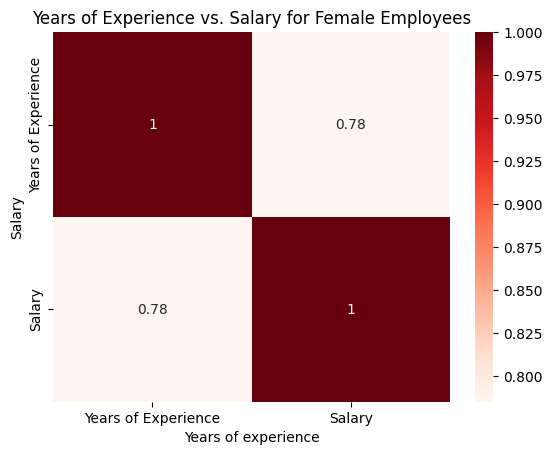 Years of Experience vs. Salary for Female Employees
Years of Experience
Salary
Salary
1
0.78
0.78
1
Years of Experience
Salary
Years of experience
1.000
0.975
0.950
0.925
0.900
0.875
0.850
0.825
0.800